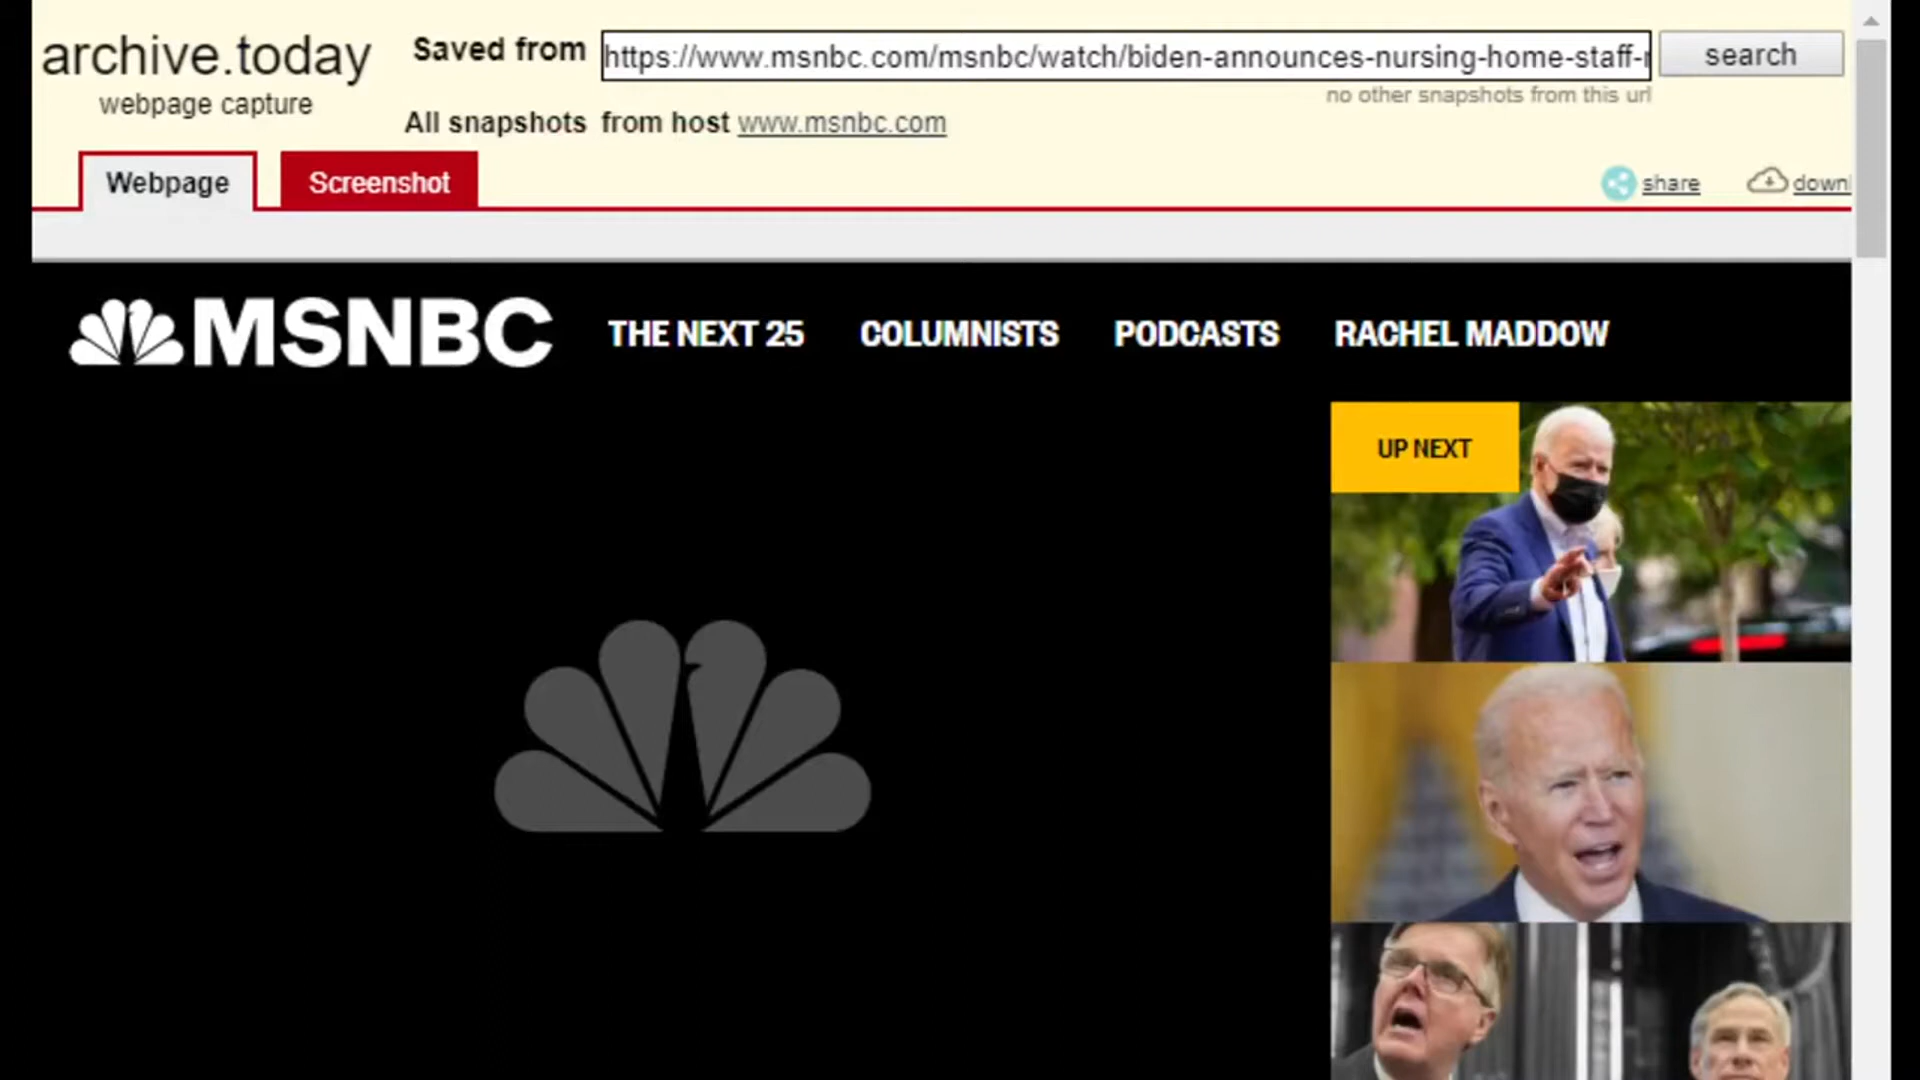 archive.today
webpage capture
Saved from
https://www.msnbc.com/msnbc/watch/biden-announces-nursing-home-staff-
search
no other snapshots from this url
All snapshots from host www.msnbc.com
Webpage
Screenshot
share
downl
MSNBC
THE NEXT 25
COLUMNISTS
PODCASTS
RACHEL MADDOW
UP NEXT